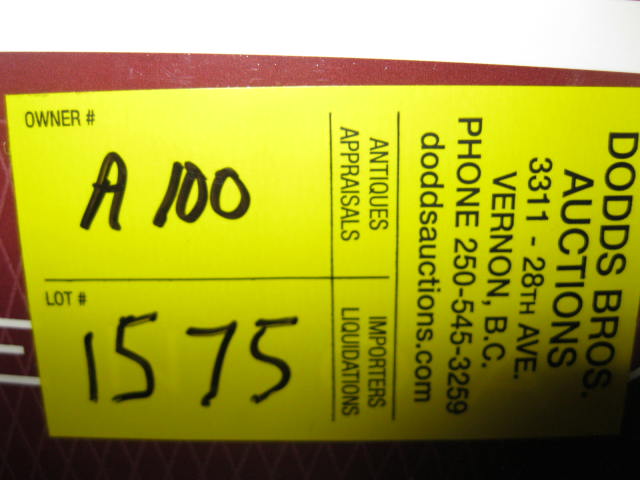 DODDS BROS.
AUCTIONS
3311 - 28TH AVE.
VERNON, B.C.
PHONE 250-545-3259
doddsauctions.com
ANTIQUES IMPORTERS
APPRAISALS LIQUIDATIONS
OWNER #
A 100
LOT #
1575